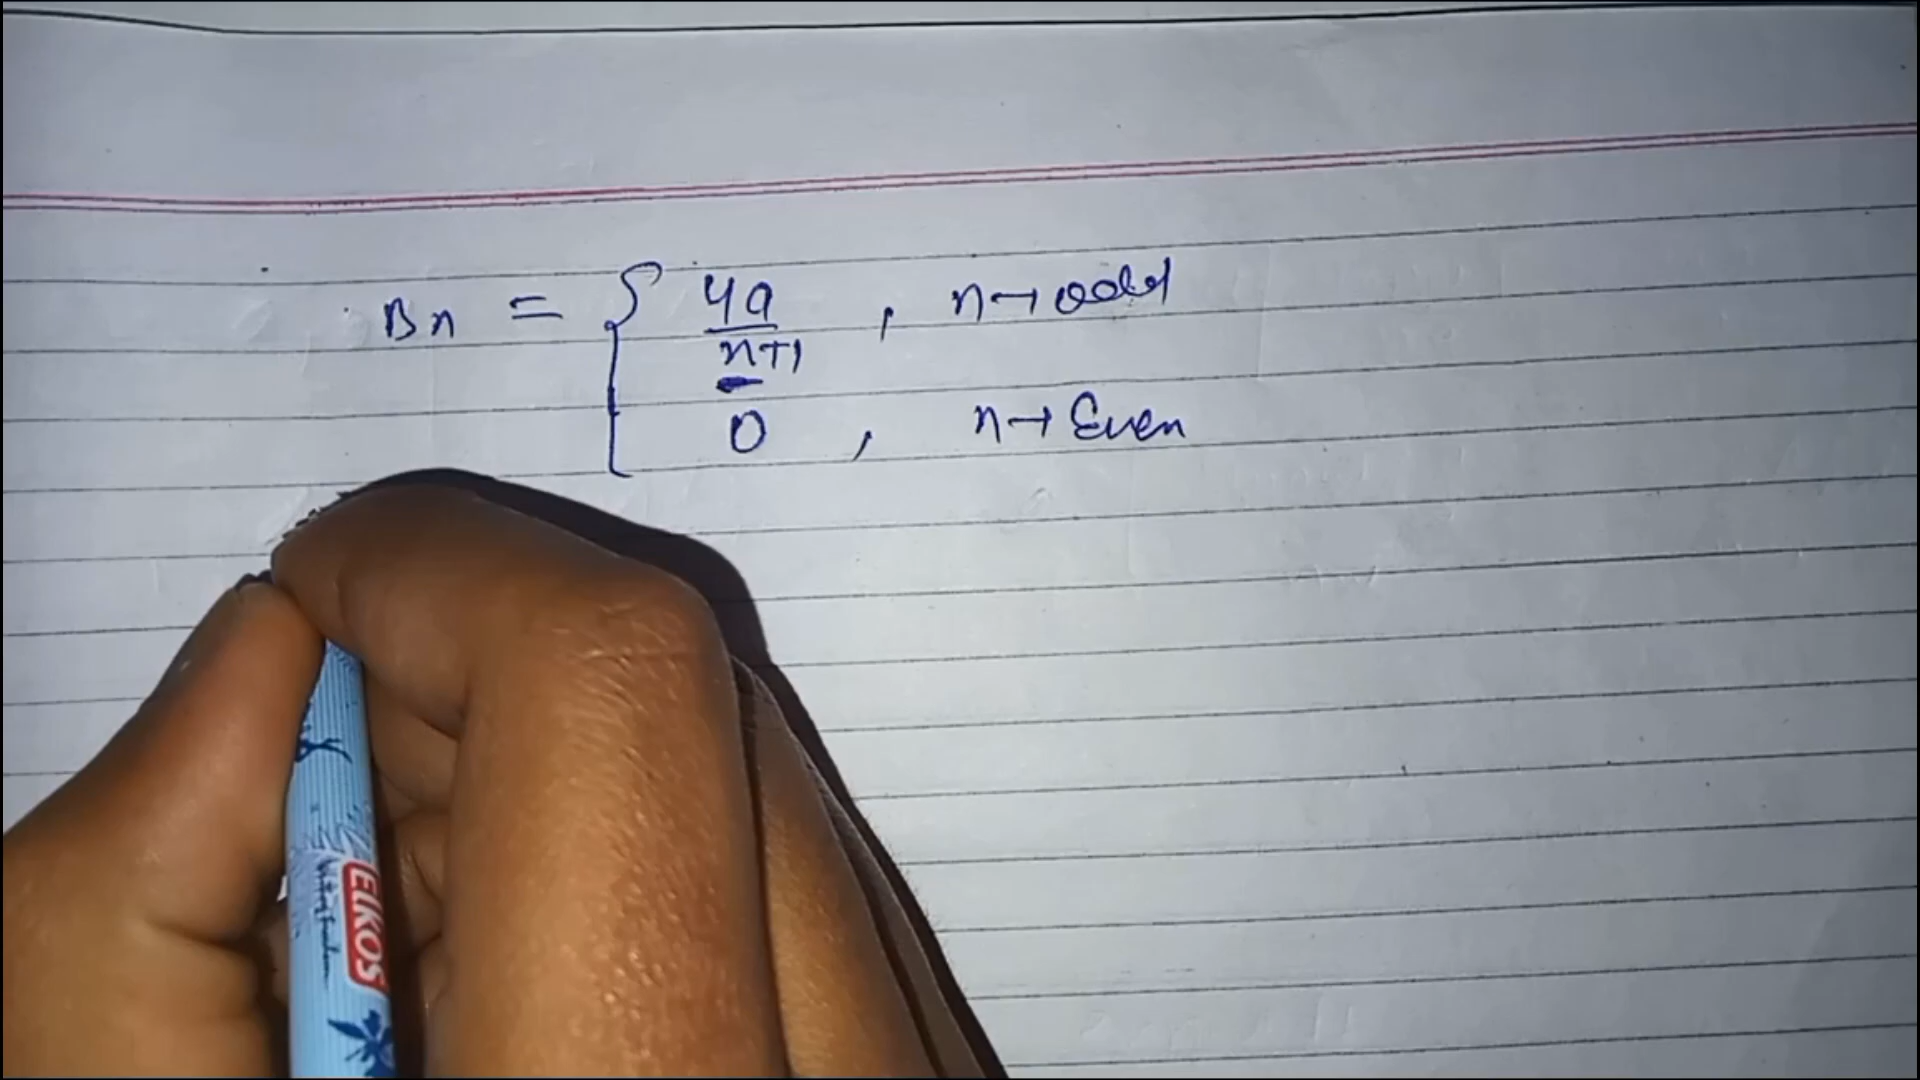 Bn = { 4a/n+1 , n→odd
0 , n→Even
ELKOS